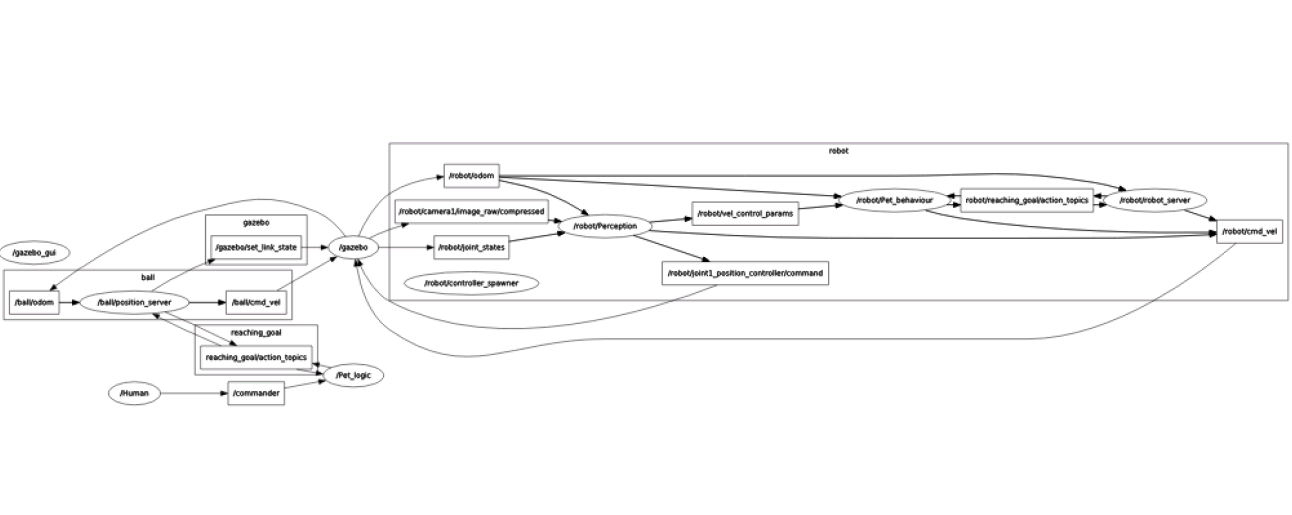 robot
/robot/odom
/robot/Pet_behaviour
robot/reaching_goal/action_topics
/robot/robot_server
/robot/camera1/image_raw/compressed
/robot/vel_control_params
gazebo
/robot/Perception
/robot/cmd_vel
/gazebo_gui
/gazebo/set_link_state
/gazebo
/robot/joint_states
ball
/robot/joint1_position_controller/command
/robot/controller_spawner
/ball/odom
/ball/position_server
/ball/cmd_vel
reaching_goal
reaching_goal/action_topics
/Pet_logic
/Human
/commander